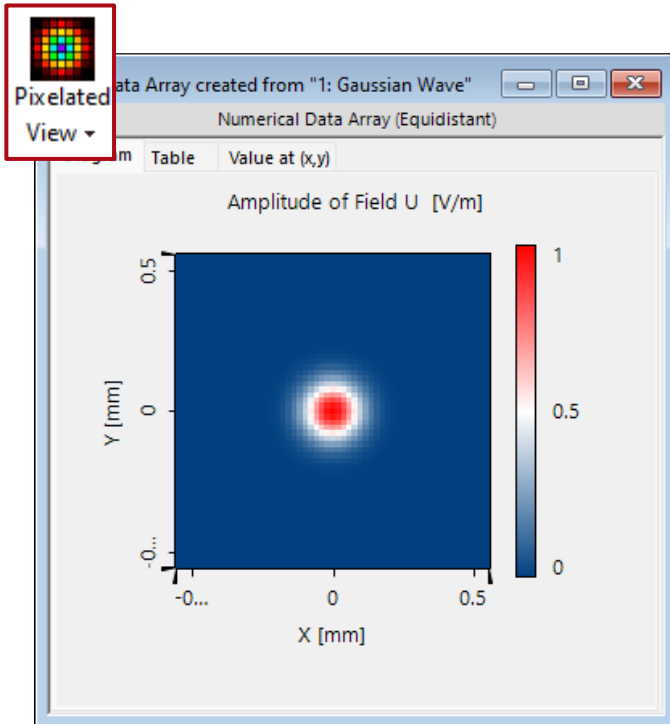 Pixelated
View
ata Array created from "1: Gaussian Wave"
Numerical Data Array (Equidistant)
Table
Value at (x,y)
Amplitude of Field U [V/m]
1
0.5
0
0.5
0
-0...
Y [mm]
-0...
0
0.5
X [mm]